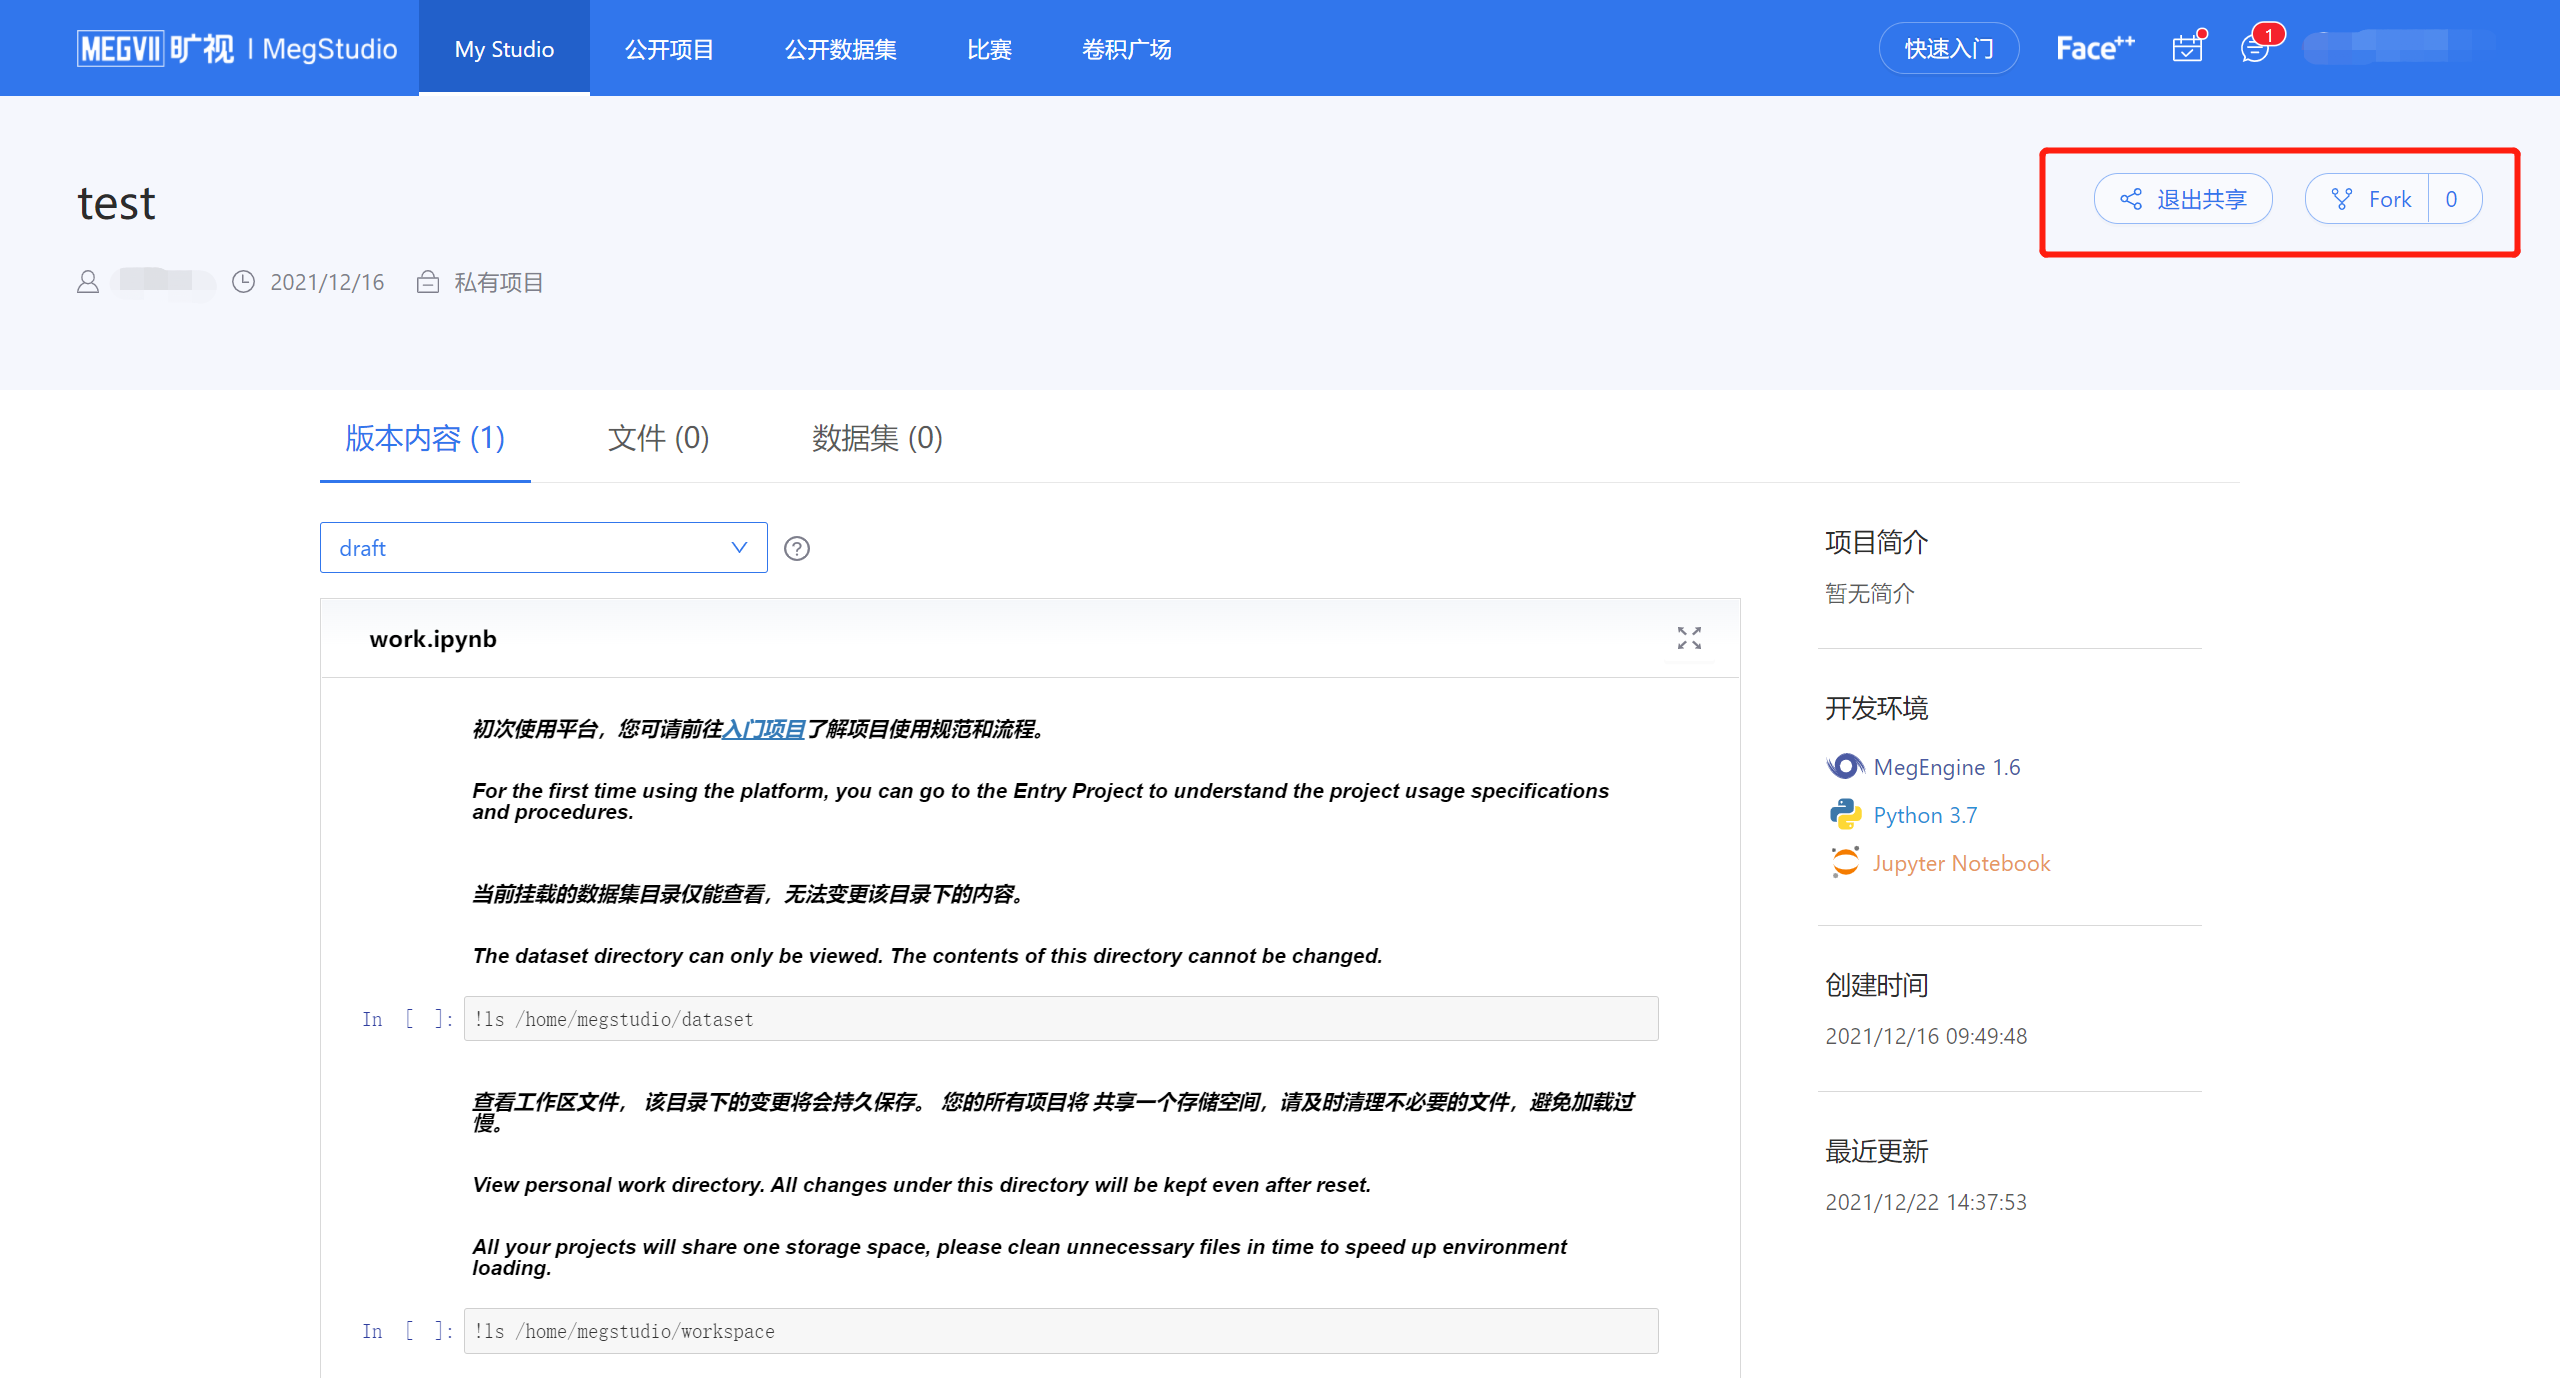 MEGVII 旷视 | MegStudio My Studio 公开项目 公开数据集 比赛 卷积广场 快速入门 Face++ 1
test 退出共享 Fork 0
2021/12/16 私有项目
版本内容 (1) 文件 (0) 数据集 (0)
draft ?
work.ipynb
初次使用平台，您可请前往入门项目了解项目使用规范和流程。
For the first time using the platform, you can go to the Entry Project to understand the project usage specifications
and procedures.
当前挂载的数据集目录仅能查看，无法变更该目录下的内容。
The dataset directory can only be viewed. The contents of this directory cannot be changed.
In [ ]: !ls /home/megstudio/dataset
查看工作区文件， 该目录下的变更将会持久保存。 您的所有项目将 共享一个存储空间，请及时清理不必要的文件，避免加载过
慢。
View personal work directory. All changes under this directory will be kept even after reset.
All your projects will share one storage space, please clean unnecessary files in time to speed up environment
loading.
In [ ]: !ls /home/megstudio/workspace
项目简介
暂无简介
开发环境
MegEngine 1.6
Python 3.7
Jupyter Notebook
创建时间
2021/12/16 09:49:48
最近更新
2021/12/22 14:37:53